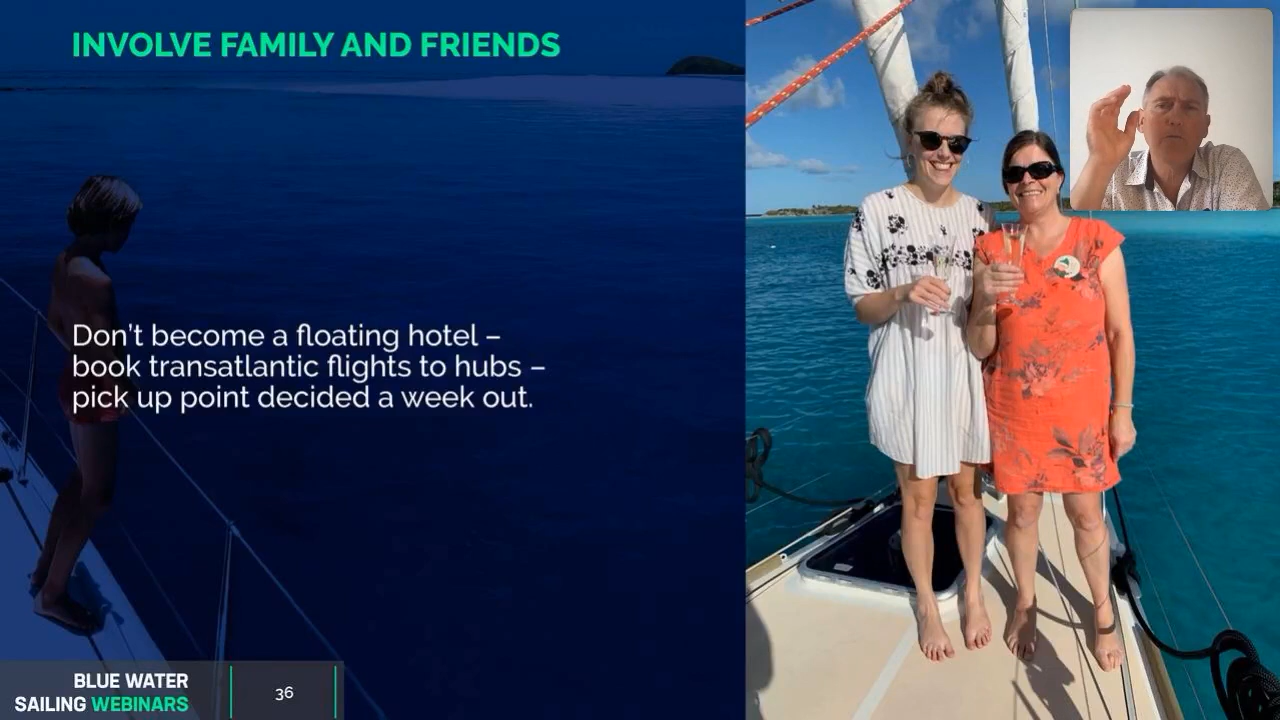 INVOLVE FAMILY AND FRIENDS
Don't become a floating hotel –
book transatlantic flights to hubs –
pick up point decided a week out.
BLUE WATER
SAILING WEBINARS
36